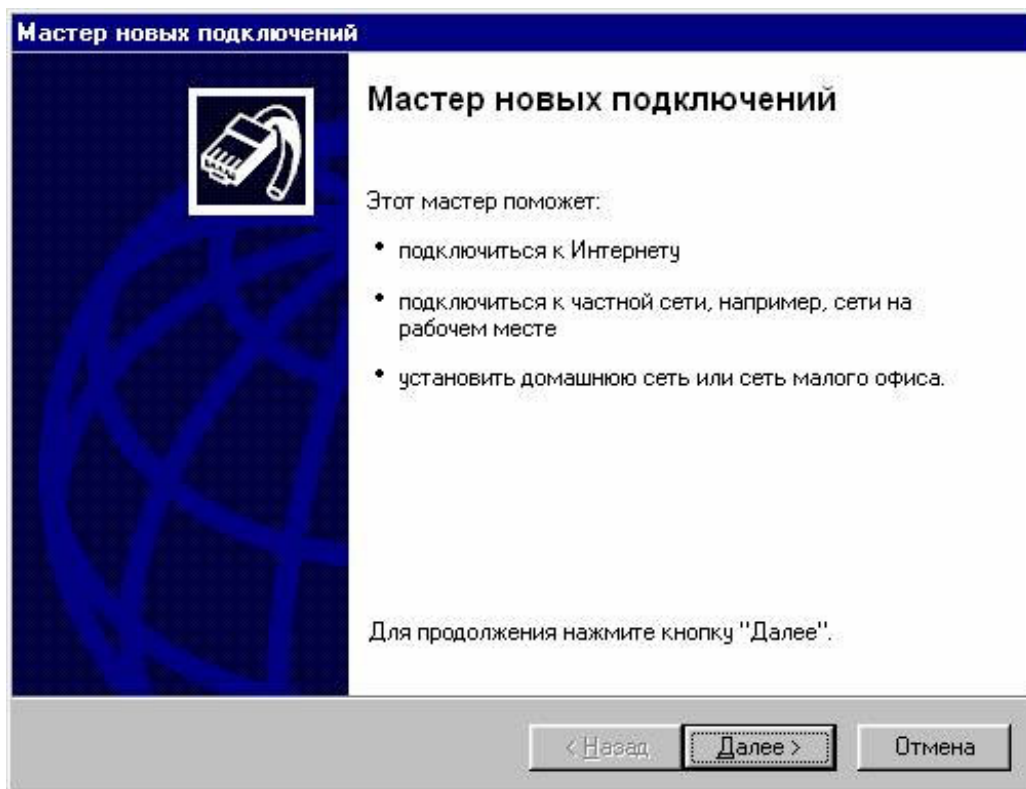 Мастер новых подключений
Мастер новых подключений
Этот мастер поможет:
• подключиться к Интернету
• подключиться к частной сети, например, сети на
рабочем месте
• установить домашнюю сеть или сеть малого офиса.
Для продолжения нажмите кнопку "Далее".
< Назад
Далее >
Отмена